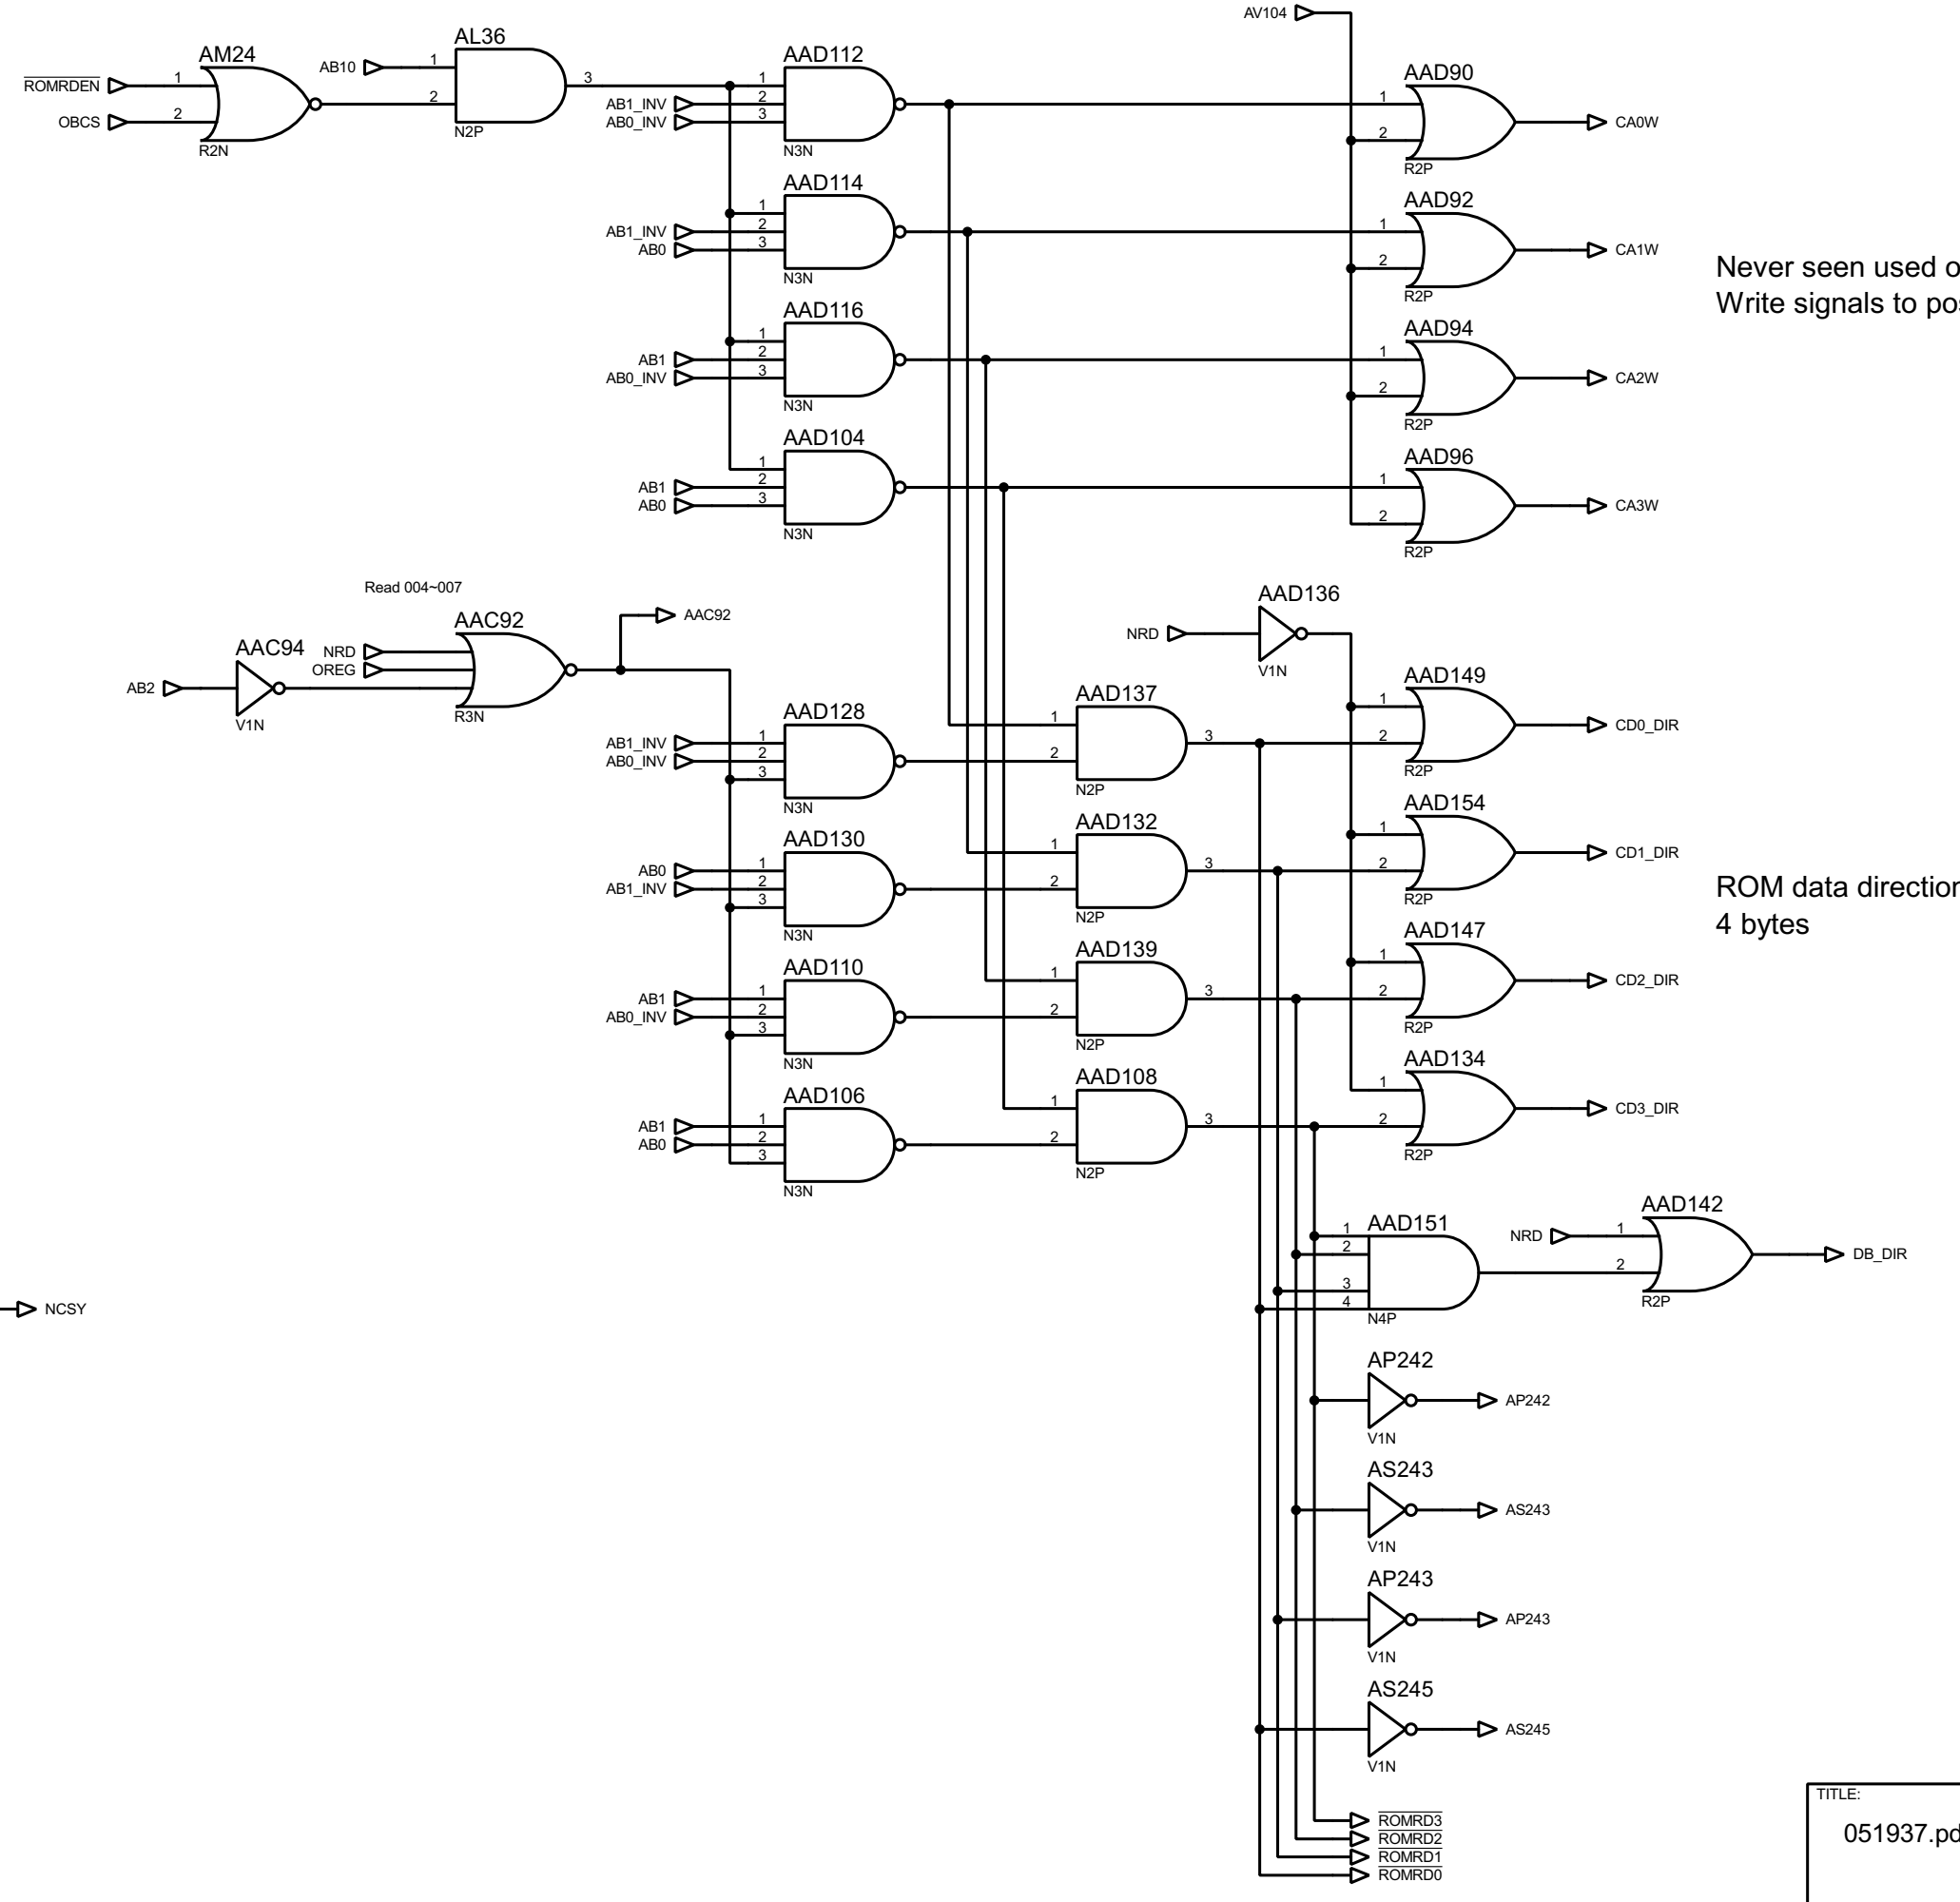 AV104
AL36
AM24
AB10
1
2
3
N2P
ROMRDEN
OBCS
1
2
R2N
AAD112
AB1_INV
AB0_INV
1
2
3
N3N
AAD90
1
2
R2P
CA0W
AAD114
AB1_INV
AB0
1
2
3
N3N
AAD92
1
2
R2P
CA1W
Never seen used
Write signals to
AAD116
AB1
AB0_INV
1
2
3
N3N
AAD94
1
2
R2P
CA2W
AAD104
AB1
AB0
1
2
3
N3N
AAD96
1
2
R2P
CA3W
Read 004~007
AAC92
AAC92
AAC94
NRD
OREG
AB2
V1N
R3N
AAD136
NRD
V1N
AAD128
AB1_INV
AB0_INV
1
2
3
N3N
AAD137
1
2
3
N2P
AAD149
1
2
R2P
CD0_DIR
AAD130
AB0
AB1_INV
1
2
3
N3N
AAD132
1
2
3
N2P
AAD154
1
2
R2P
CD1_DIR
ROM data direction
4 bytes
AAD110
AB1
AB0_INV
1
2
3
N3N
AAD139
1
2
3
N2P
AAD147
1
2
R2P
CD2_DIR
AAD106
AB1
AB0
1
2
3
N3N
AAD108
1
2
3
N2P
AAD134
1
2
R2P
CD3_DIR
AAD151
1
2
3
4
N4P
AAD142
NRD
1
2
R2P
DB_DIR
NCSY
AP242
V1N
AP242
AS243
V1N
AS243
AP243
V1N
AP243
AS245
V1N
AS245
ROMRD3
ROMRD2
ROMRD1
ROMRD0
TITLE:
051937.pd